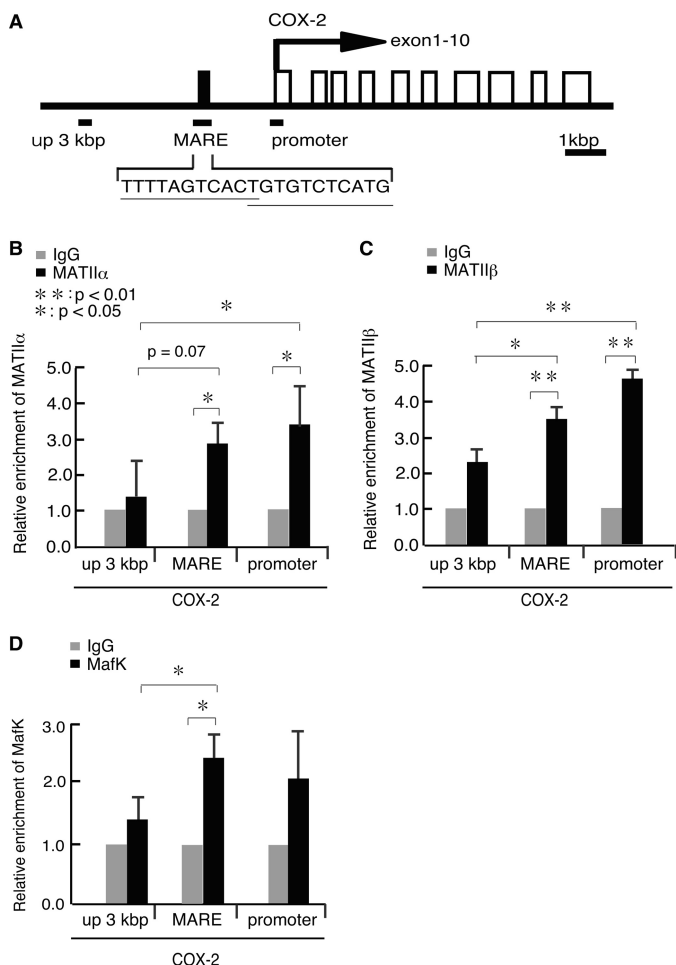 A
COX-2
exon1-10
up 3 kbp
MARE
promoter
1kbp
TTTTAGTCACTGTGTCTCATG
B
IgG
MATIIα
**:p < 0.01
*: p < 0.05
*
p = 0.07
*
*
Relative enrichment of MATIIα
5.0
4.0
3.0
2.0
1.0
0.0
up 3 kbp
MARE
promoter
COX-2
C
IgG
MATIIβ
**
*
**
**
Relative enrichment of MATIIβ
5.0
4.0
3.0
2.0
1.0
0.0
up 3 kbp
MARE
promoter
COX-2
D
IgG
MafK
*
*
Relative enrichment of MafK
3.0
2.0
1.0
0.0
up 3 kbp
MARE
promoter
COX-2